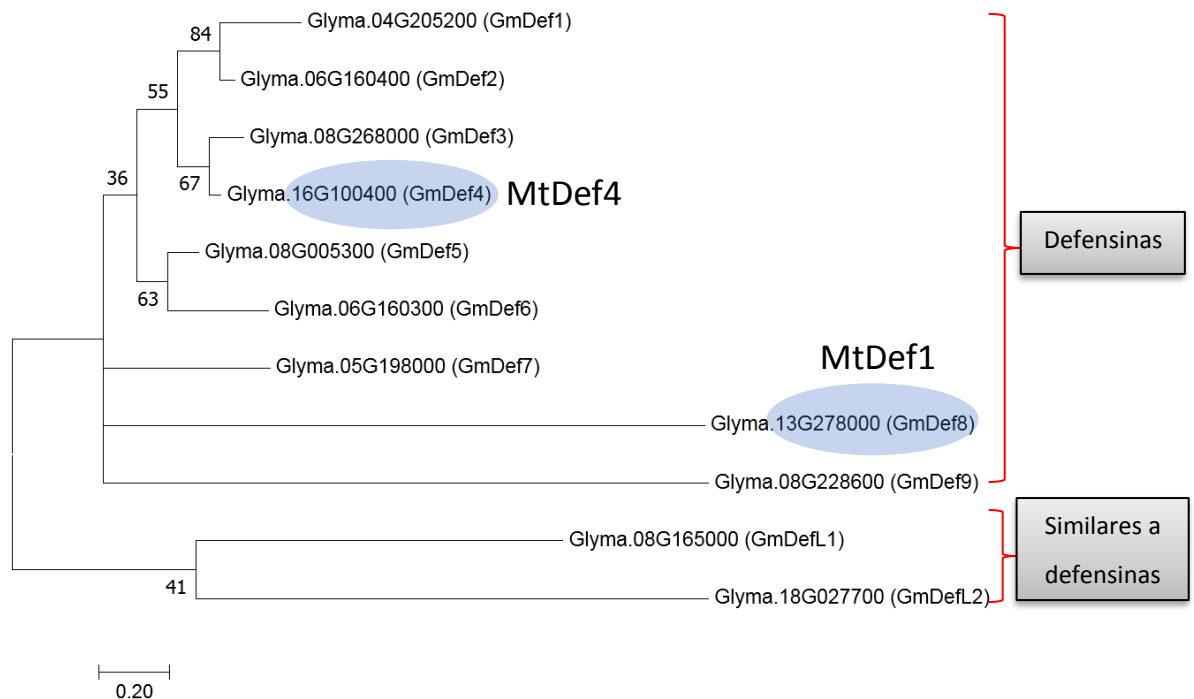 84
Glyma.04G205200 (GmDef1)
Glyma.06G160400 (GmDef2)
55
Glyma.08G268000 (GmDef3)
36
67
Glyma.16G100400 (GmDef4)
MtDef4
Glyma.08G005300 (GmDef5)
63
Glyma.06G160300 (GmDef6)
Glyma.05G198000 (GmDef7)
MtDef1
Glyma.13G278000 (GmDef8)
Glyma.08G228600 (GmDef9)
Defensinas
Glyma.08G165000 (GmDefL1)
41
Glyma.18G027700 (GmDefL2)
Similares a
defensinas
0.20